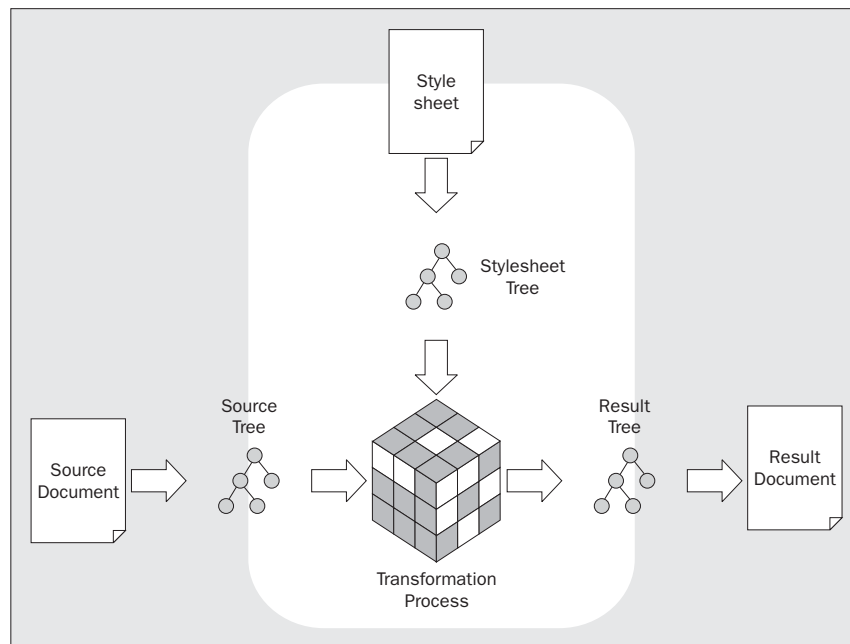 Style
sheet
Stylesheet
Tree
Source
Tree
Result
Tree
Source
Document
Result
Document
Transformation
Process